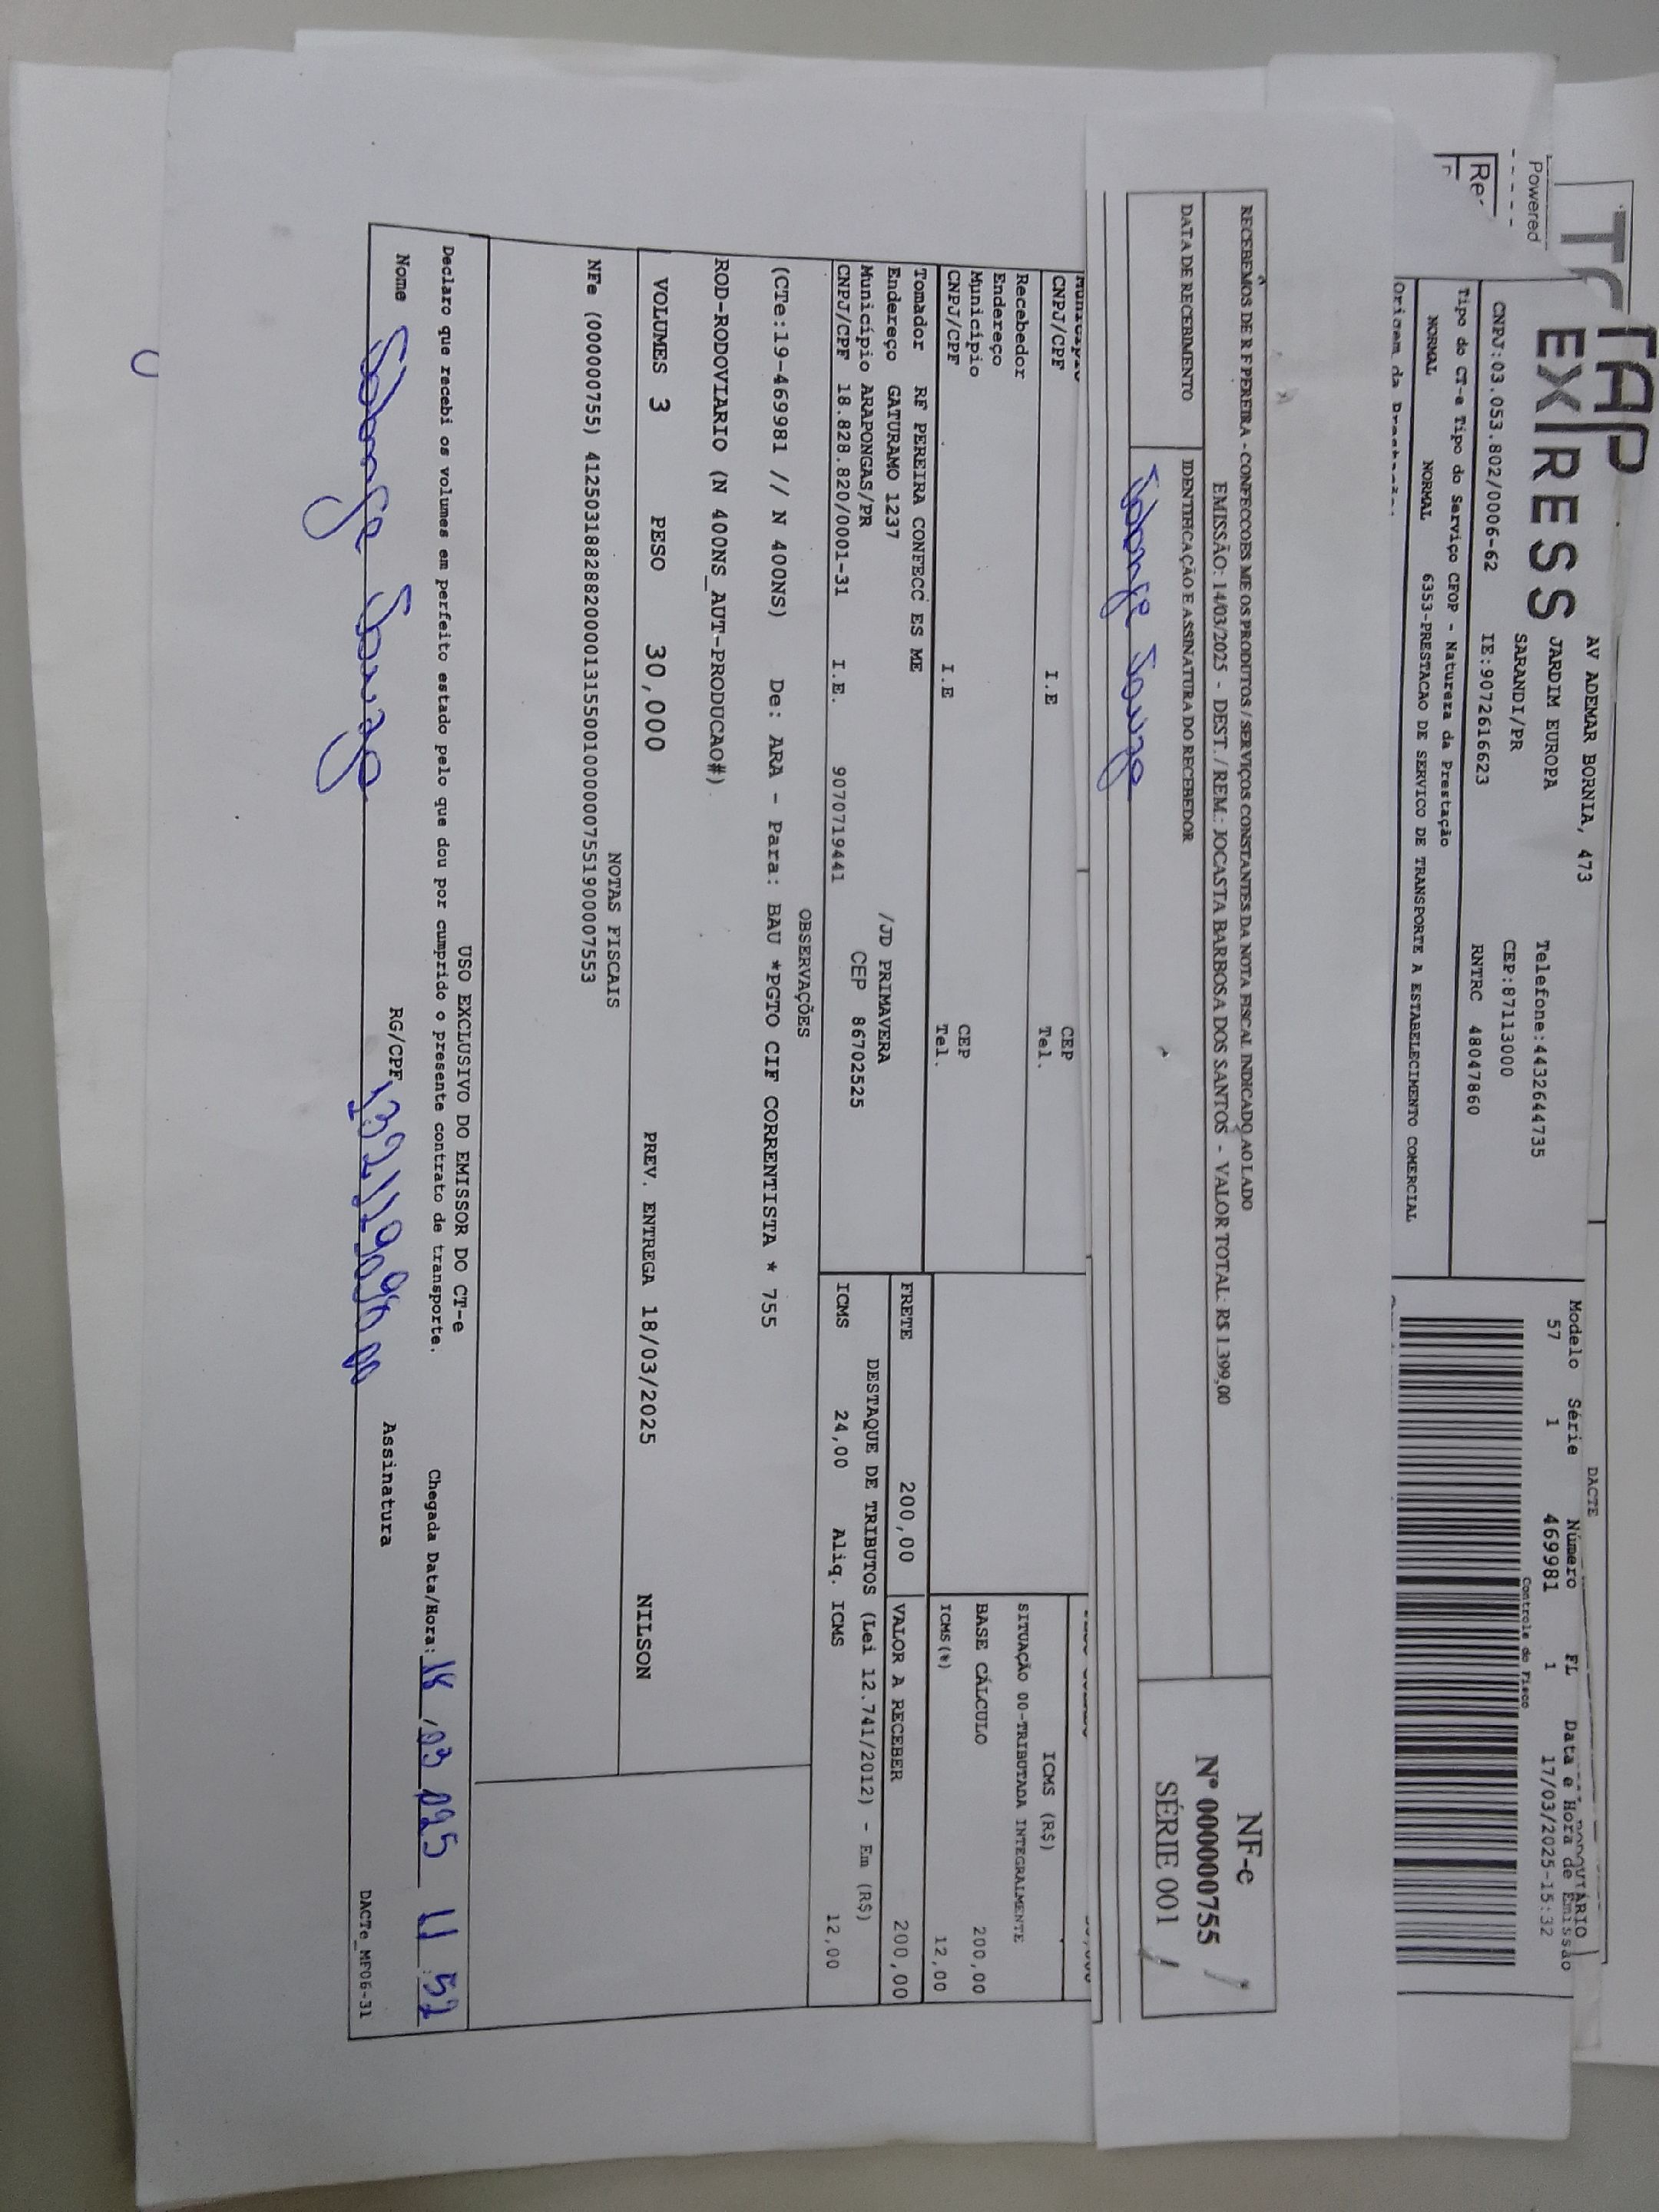 Powered
Re
TAP
EXPRESS
AV ADEMAR BORNIA, 473
JARDIM EUROPA
Telefone:4432644735
SARANDI/PR
CEP:87113000
CNPJ:03.053.802/0006-62 IE:9072616623 RNTRC 48047860
Tipo do CT-e Tipo do Serviço CFOP - Natureza da Prestação
NORMAL NORMAL 6353-PRESTACAO DE SERVICO DE TRANSPORTE A ESTABELECIMENTO COMERCIAL
DACTE
RODOVIÁRIO
Modelo Série Número FL Data e Hora de Emissão
57 1 469981 1 17/03/2025-15:32
Controle do Fisco
RECEBEMOS DE R F PEREIRA - CONFECCOES ME OS PRODUTOS / SERVIÇOS CONSTANTES DA NOTA FISCAL INDICADO AO LADO
EMISSÃO: 14/03/2025 - DEST. / REM.: JOCASTA BARBOSA DOS SANTOS - VALOR TOTAL: R$ 1.399,00
DATA DE RECEBIMENTO
IDENTIFICAÇÃO E ASSINATURA DO RECEBEDOR
Solange Souza
NF-e
Nº 000000755
SÉRIE 001
CNPJ/CPF I.E CEP
Tel.
Recebedor
Endereço
Município CEP
CNPJ/CPF I.E Tel.
ICMS (R$)
SITUAÇÃO 00-TRIBUTADA INTEGRALMENTE
BASE CÁLCULO 200,00
ICMS(%) 12,00
Tomador RF PEREIRA CONFECC ES ME
Endereço GATURAMO 1237 /JD PRIMAVERA
Município ARAPONGAS/PR CEP 86702525
CNPJ/CPF 18.828.820/0001-31 I.E. 9070719441
FRETE 200,00 VALOR A RECEBER 200,00
DESTAQUE DE TRIBUTOS (Lei 12.741/2012) - Em (R$)
ICMS 24,00 Aliq. ICMS 12,00
OBSERVAÇÕES
(CTe:19-469981 // N 400NS) De: ARA - Para: BAU *PGTO CIF CORRENTISTA * 755
ROD-RODOVIARIO (N 400NS_AUT-PRODUCAO#)
VOLUMES 3 PESO 30,000 PREV. ENTREGA 18/03/2025 NILSON
NOTAS FISCAIS
NFe (000000755) 41250318828820000131550010000007551900007553
USO EXCLUSIVO DO EMISSOR DO CT-e
Declaro que recebi os volumes em perfeito estado pelo que dou por cumprido o presente contrato de transporte.
Chegada Data/Hora: 18 /03 025 11 : 52
Nome Solange Souza RG/CPF Assinatura
DACTe_MF06-31